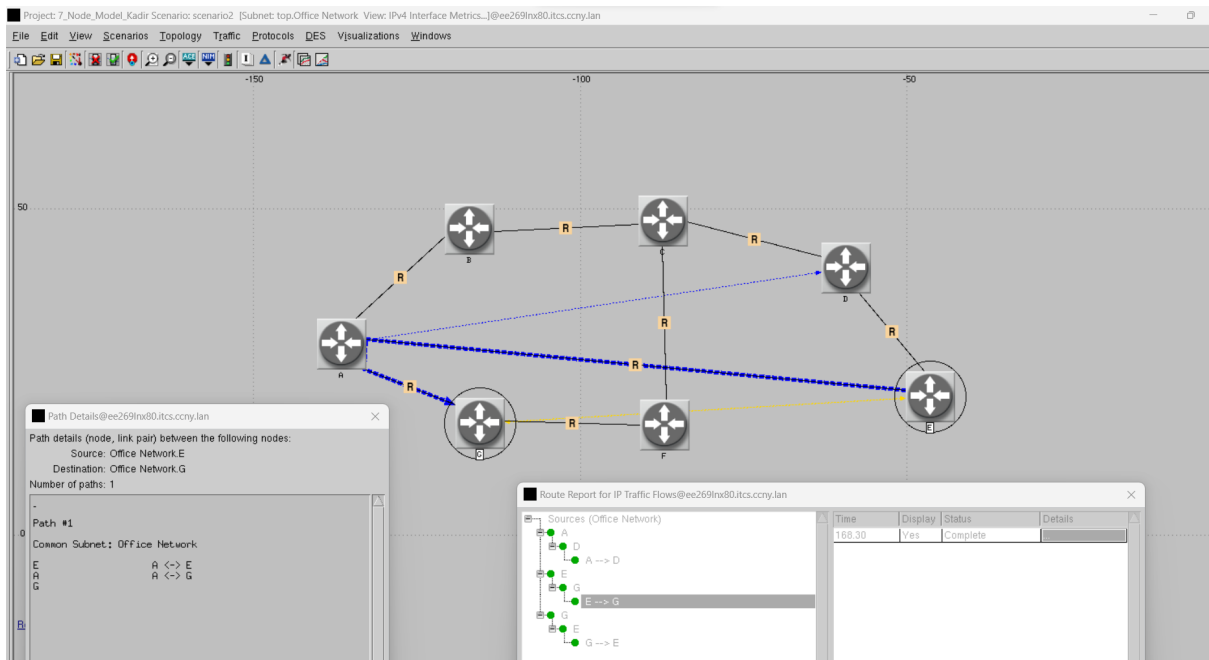 Project: 7_Node_Model_Kadir Scenario: scenario2 [Subnet: top.Office Network View: IPv4 Interface Metrics...]@ee269lnx80.itcs.ccny.lan
File Edit View Scenarios Topology Traffic Protocols DES Visualizations Windows
-150 -100 -50
50
B
R
C
R
D
R
R
R
A
R
R
E
G
R
F
0
Path Details@ee269lnx80.itcs.ccny.lan
Path details (node, link pair) between the following nodes:
Source: Office Network.E
Destination: Office Network.G
Number of paths: 1
-
Path #1
Common Subnet: Office Network
E A <-> E
A A <-> G
G
Route Report for IP Traffic Flows@ee269lnx80.itcs.ccny.lan
Sources (Office Network)
A
D
A --> D
E
G
E --> G
G
E
G --> E
Time Display Status Details
168.30 Yes Complete